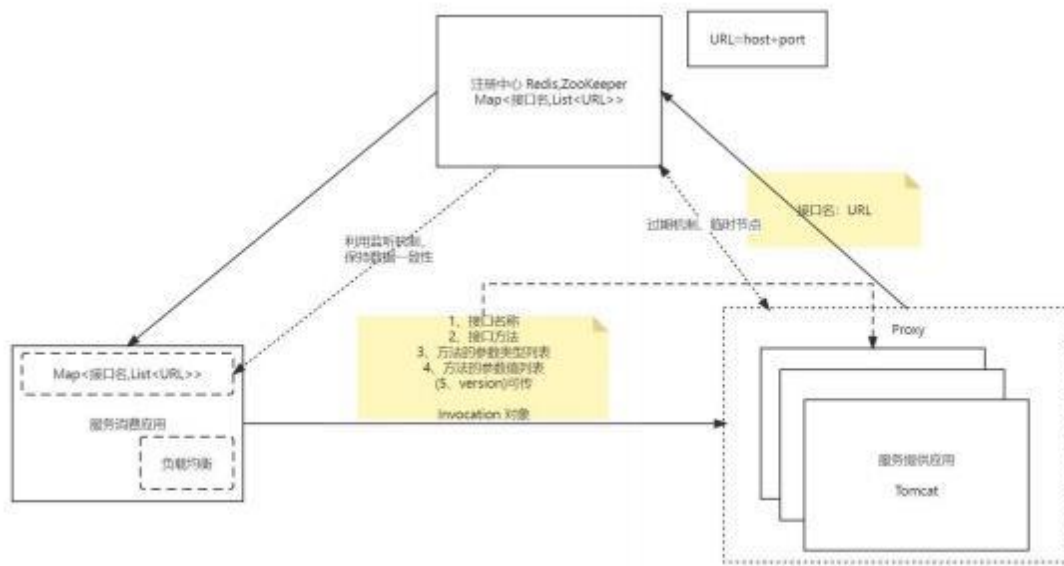 URL=host+port
注册中心 Redis,ZooKeeper
Map<接口名,List<URL>>
接口名：URL
过期机制、临时节点
利用监听机制，
保持数据一致性
1、接口名称
2、接口方法
3、方法的参数类型列表
4、方法的参数值列表
(5、version)可传
Invocation 对象
Proxy
Map<接口名,List<URL>>
服务消费应用
负载均衡
服务提供应用
Tomcat